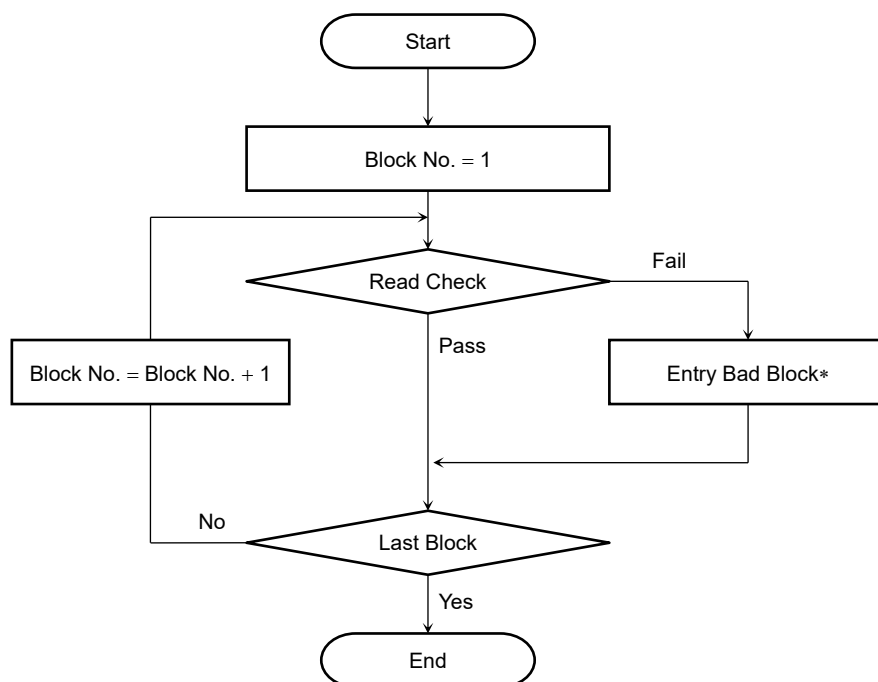 Start
Block No. = 1
Read Check
Fail
Pass
Block No. = Block No. + 1
Entry Bad Block*
No
Last Block
Yes
End